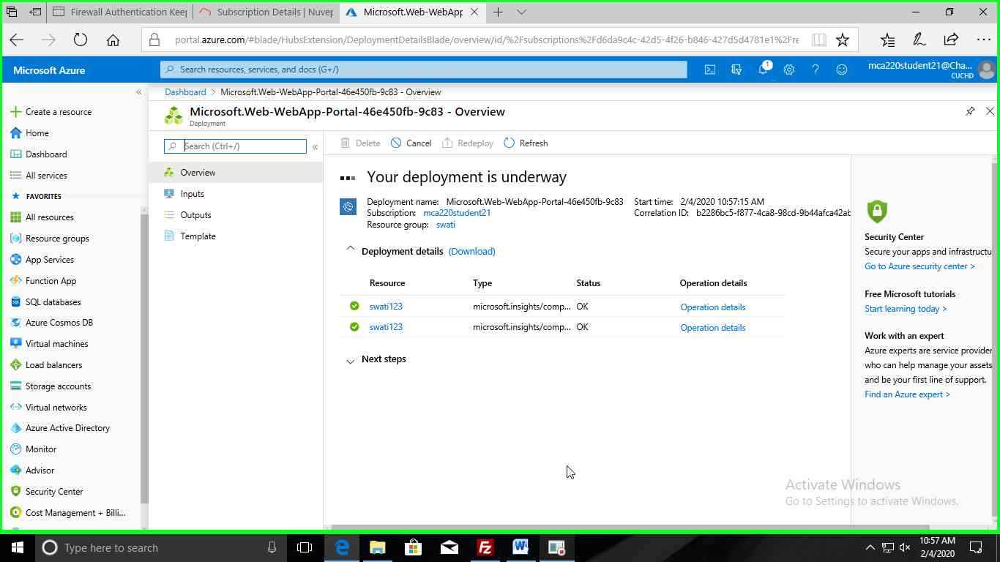 Firewall Authentication Keep
Subscription Details | Nuvep
Microsoft.Web-WebApp
portal.azure.com/#blade/HubsExtension/DeploymentDetailsBlade/overview/id/%2Fsubscriptions%2Fd6da9c4c-42d5-4f26-b846-427d5d4781e1%2Fre
Microsoft Azure
Search resources, services, and docs (G+/)
1
mca220student21@Cha...
CUCHD
«
Create a resource
Home
Dashboard
All services
FAVORITES
All resources
Resource groups
App Services
Function App
SQL databases
Azure Cosmos DB
Virtual machines
Load balancers
Storage accounts
Virtual networks
Azure Active Directory
Monitor
Advisor
Security Center
Cost Management + Billi...
Dashboard > Microsoft.Web-WebApp-Portal-46e450fb-9c83 - Overview
Microsoft.Web-WebApp-Portal-46e450fb-9c83 - Overview
Deployment
Search (Ctrl+/)
«
Overview
Inputs
Outputs
Template
Delete Cancel Redeploy Refresh
Your deployment is underway
Deployment name: Microsoft.Web-WebApp-Portal-46e450fb-9c83
Subscription: mca220student21
Resource group: swati
Start time: 2/4/2020 10:57:15 AM
Correlation ID: b2286bc5-f877-4ca8-98cd-9b44afca42ab
Deployment details (Download)
Resource Type Status Operation details
swati123 microsoft.insights/comp... OK Operation details
swati123 microsoft.insights/comp... OK Operation details
Next steps
Security Center
Secure your apps and infrastructu
Go to Azure security center >
Free Microsoft tutorials
Start learning today >
Work with an expert
Azure experts are service provider
who can help manage your assets
and be your first line of support.
Find an Azure expert >
Activate Windows
Go to Settings to activate Windows.
Type here to search
10:57 AM
2/4/2020